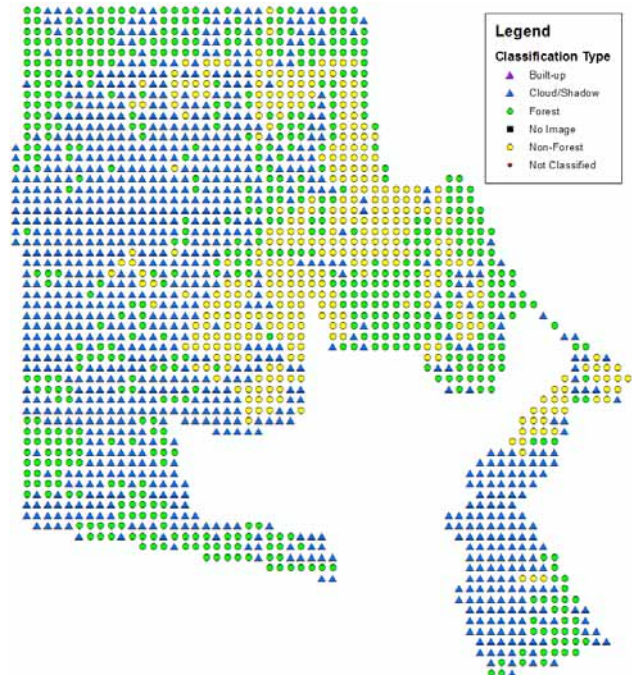 Legend
Classification Type
Built-up
Cloud/Shadow
Forest
No Image
Non-Forest
Not Classified